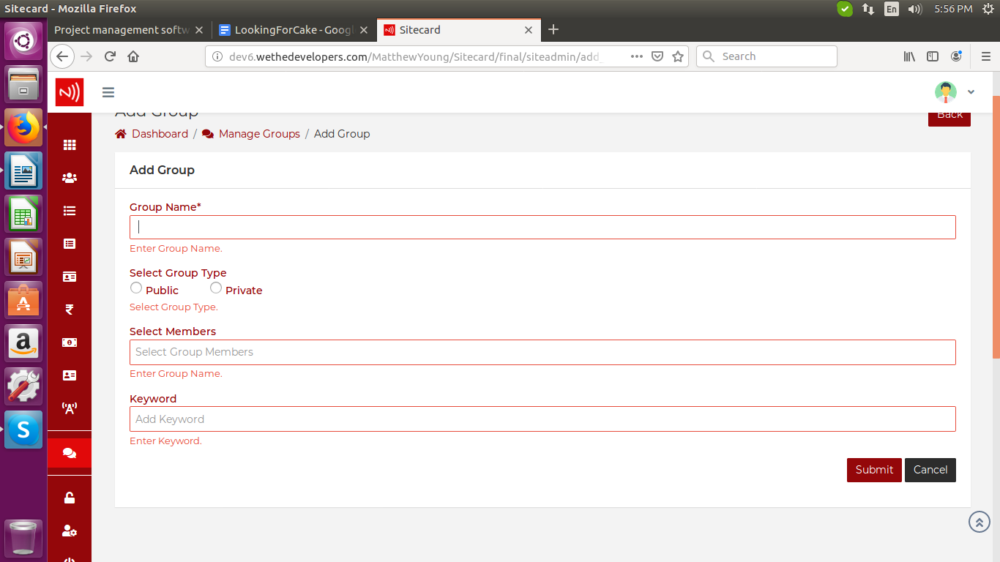 Sitecard - Mozilla Firefox
En
5:56 PM
Project management softw
LookingForCake - Googl
Sitecard
dev6.wethedevelopers.com/MatthewYoung/Sitecard/final/siteadmin/add_
Search
Add Group
Back
Dashboard / Manage Groups / Add Group
Add Group
Group Name*
Enter Group Name.
Select Group Type
Public
Private
Select Group Type.
Select Members
Select Group Members
Enter Group Name.
Keyword
Add Keyword
Enter Keyword.
Submit
Cancel